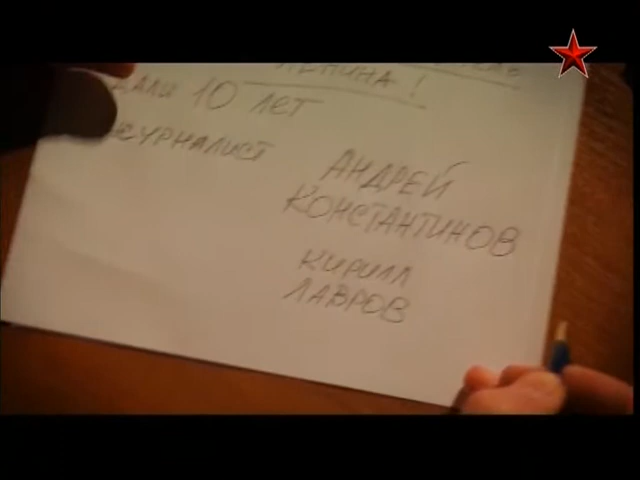 ЛЕНИНА!
ДАЛИ 10 ЛЕТ
ЖУРНАЛИСТ
АНДРЕЙ
КОНСТАНТИНОВ
КИРИЛЛ
ЛАВРОВ